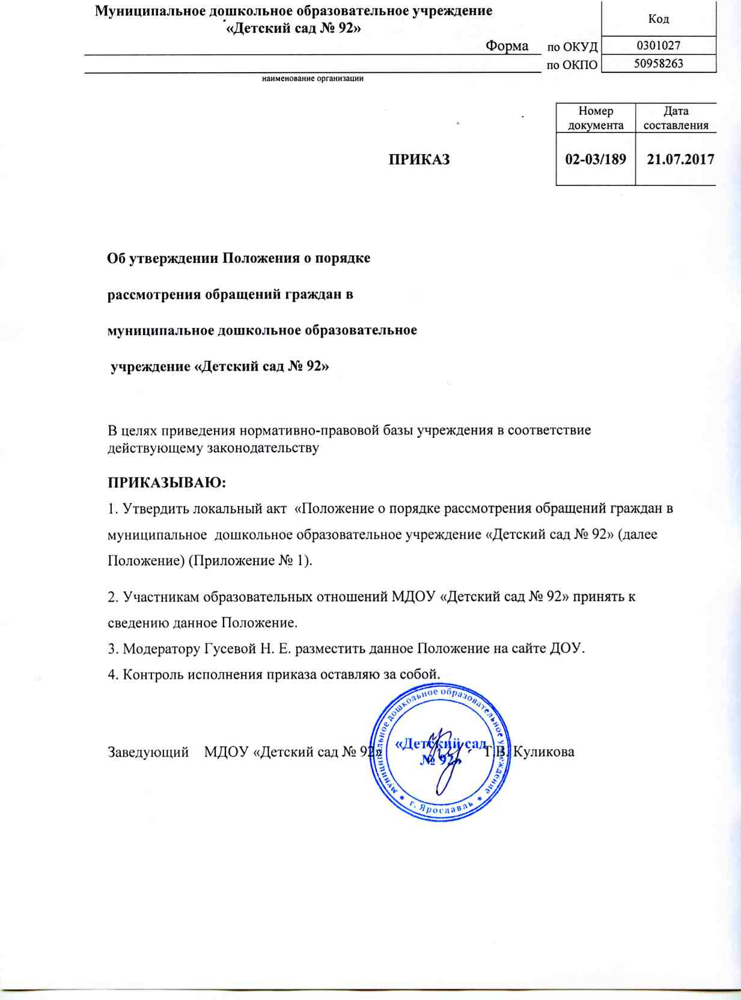 Муниципальное дошкольное образовательное учреждение
«Детский сад № 92»
Код
Форма по ОКУД 0301027
по ОКПО 50958263
наименование организации
Номер документа
Дата составления
ПРИКАЗ 02-03/189 21.07.2017
Об утверждении Положения о порядке
рассмотрения обращений граждан в
муниципальное дошкольное образовательное
учреждение «Детский сад № 92»
В целях приведения нормативно-правовой базы учреждения в соответствие
действующему законодательству
ПРИКАЗЫВАЮ:
1. Утвердить локальный акт «Положение о порядке рассмотрения обращений граждан в
муниципальное дошкольное образовательное учреждение «Детский сад № 92» (далее
Положение) (Приложение № 1).
2. Участникам образовательных отношений МДОУ «Детский сад № 92» принять к
сведению данное Положение.
3. Модератору Гусевой Н. Е. разместить данное Положение на сайте ДОУ.
4. Контроль исполнения приказа оставляю за собой.
Заведующий МДОУ «Детский сад № 92» Т.В. Куликова
Муниципальное дошкольное образовательное учреждение
«Детский сад
№ 92»
г. Ярославль